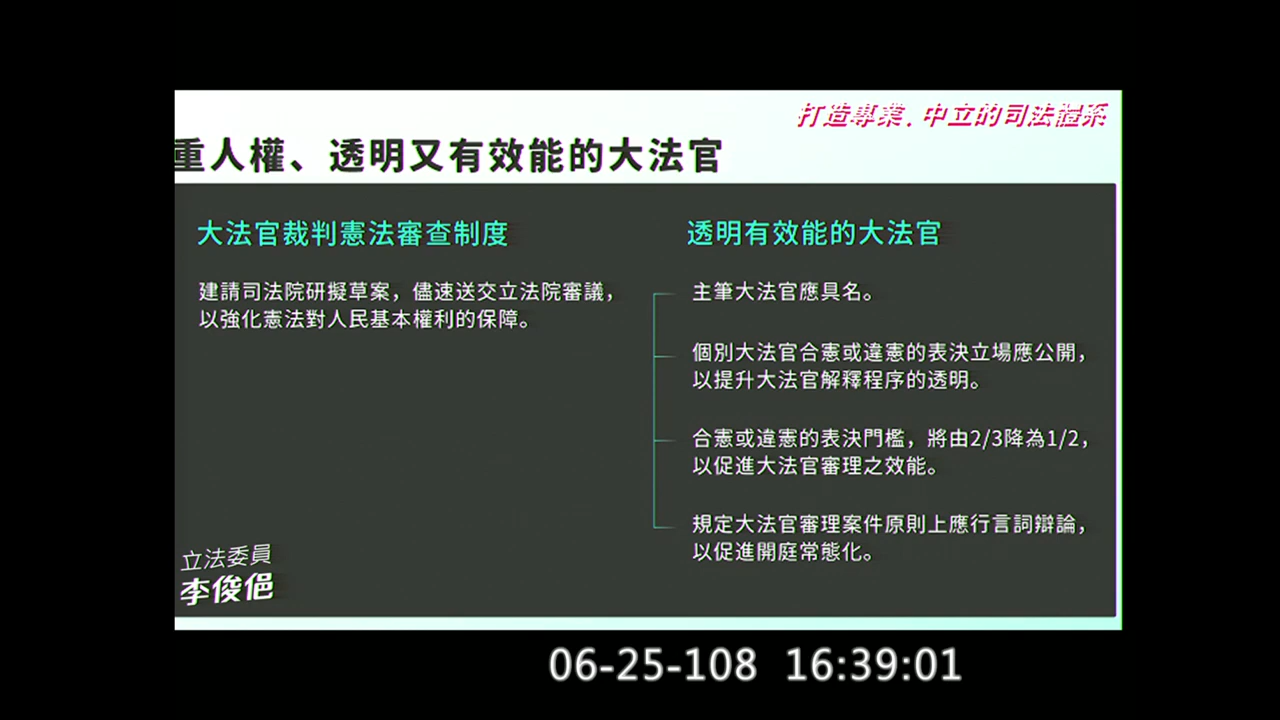 打造專業.中立的司法體系
重人權、透明又有效能的大法官
大法官裁判憲法審查制度
建請司法院研擬草案，儘速送交立法院審議，
以強化憲法對人民基本權利的保障。
透明有效能的大法官
主筆大法官應具名。
個別大法官合憲或違憲的表決立場應公開，
以提升大法官解釋程序的透明。
合憲或違憲的表決門檻，將由2/3降為1/2，
以促進大法官審理之效能。
規定大法官審理案件原則上應行言詞辯論，
以促進開庭常態化。
立法委員
李俊俋
06-25-108 16:39:01